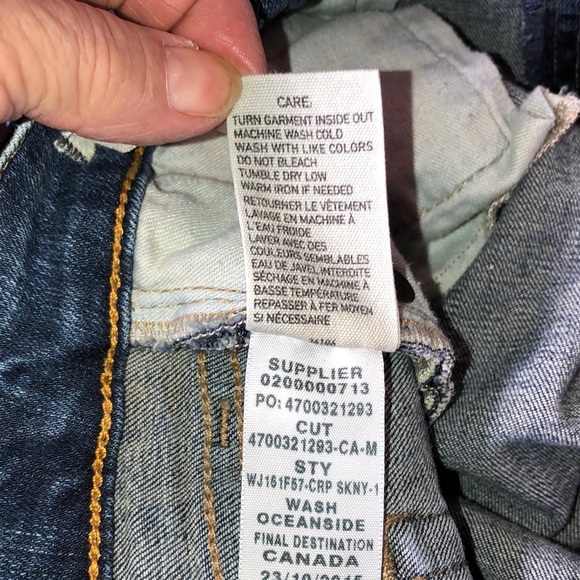 CARE:
TURN GARMENT INSIDE OUT
MACHINE WASH COLD
WASH WITH LIKE COLORS
DO NOT BLEACH
TUMBLE DRY LOW
WARM IRON IF NEEDED
RETOURNER LE VÊTEMENT
LAVAGE EN MACHINE À
L'EAU FROIDE
LAVER AVEC DES
COULEURS SEMBLABLES
EAU DE JAVEL INTERDITE
SÉCHAGE EN MACHINE À
BASSE TEMPÉRATURE
REPASSER À FER MOYEN
SI NÉCESSAIRE
SUPPLIER
0200000713
PO: 4700321293
CUT
4700321293-CA-M
STY
WJ161F57-CRP SKNY-1
WASH
OCEANSIDE
FINAL DESTINATION
CANADA
23/10/2015